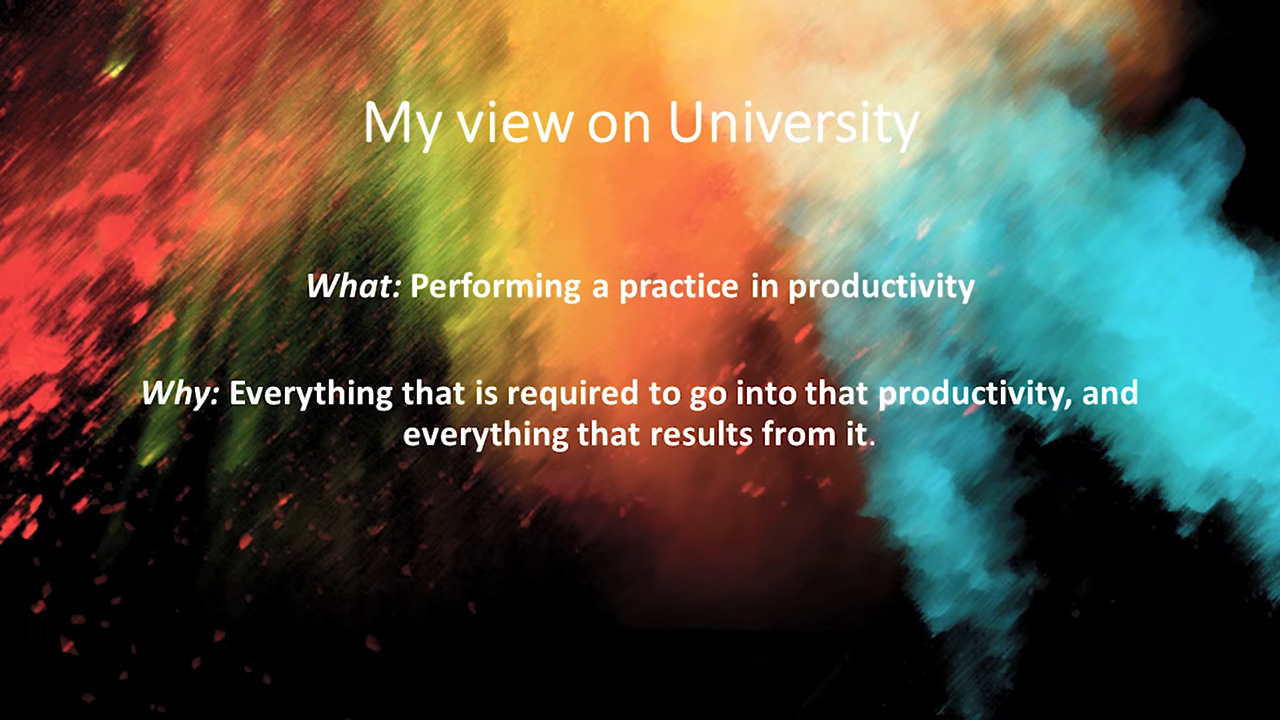 My view on University
What: Performing a practice in productivity
Why: Everything that is required to go into that productivity, and
everything that results from it.